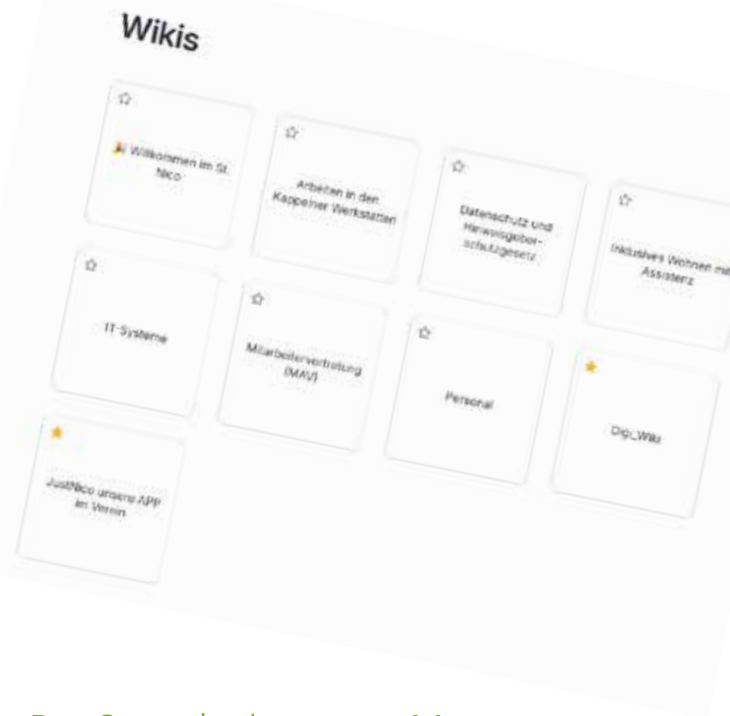 Wikis
🎉 Willkommen im St.
Nico
Arbeiten in den
Kappelner Werkstätten
Datenschutz und
Hinweisgeber-
schutzgesetz
Inklusives Wohnen mit
Assistenz
IT-Systeme
Mitarbeitervertretung
(MAV)
Personal
Digi_Wiki
JustNico unsere APP
im Verein